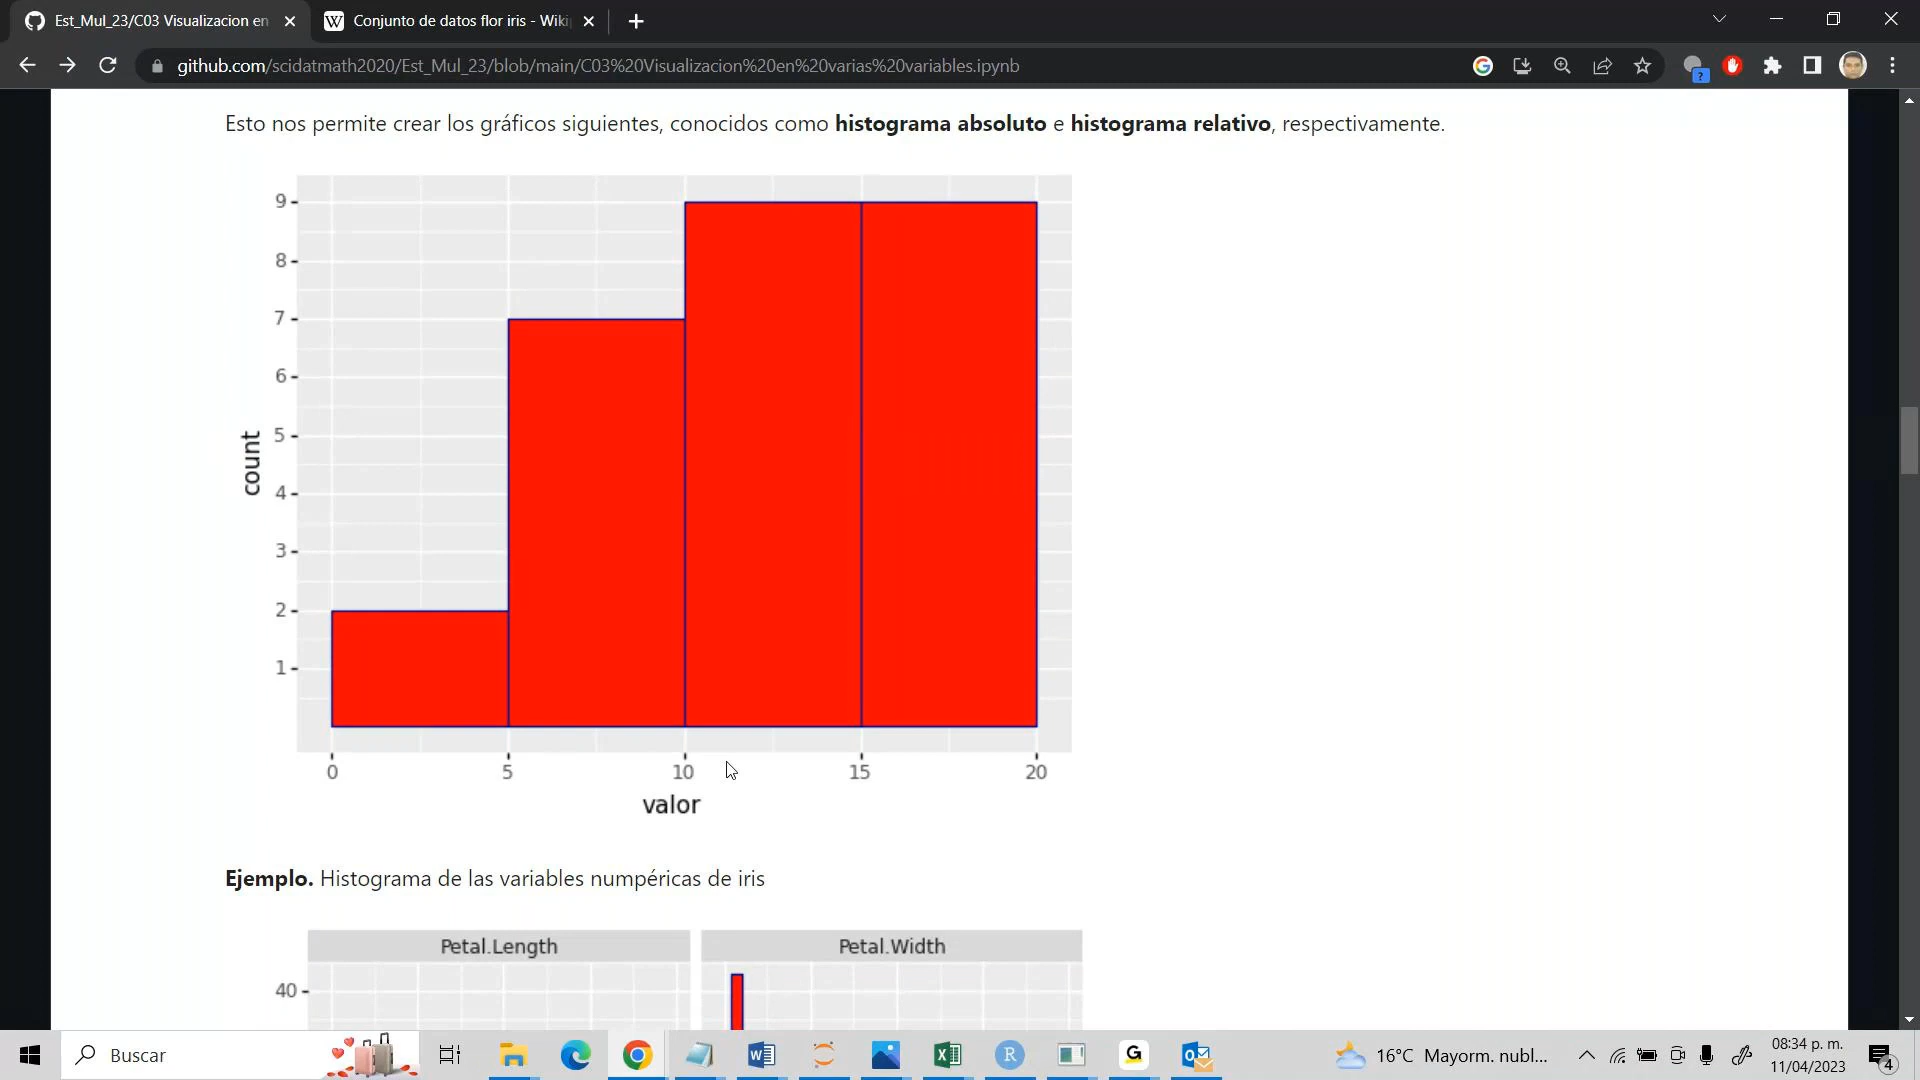 Est_Mul_23/C03 Visualizacion en
Conjunto de datos flor iris - Wiki
github.com/scidatmath2020/Est_Mul_23/blob/main/C03%20Visualizacion%20en%20varias%20variables.ipynb
Esto nos permite crear los gráficos siguientes, conocidos como histograma absoluto e histograma relativo, respectivamente.
9
8
7
6
5
4
3
2
1
count
0 5 10 15 20
valor
Ejemplo. Histograma de las variables numpéricas de iris
Petal.Length Petal.Width
40
Buscar
16°C Mayorm. nubl...
08:34 p. m.
11/04/2023
4